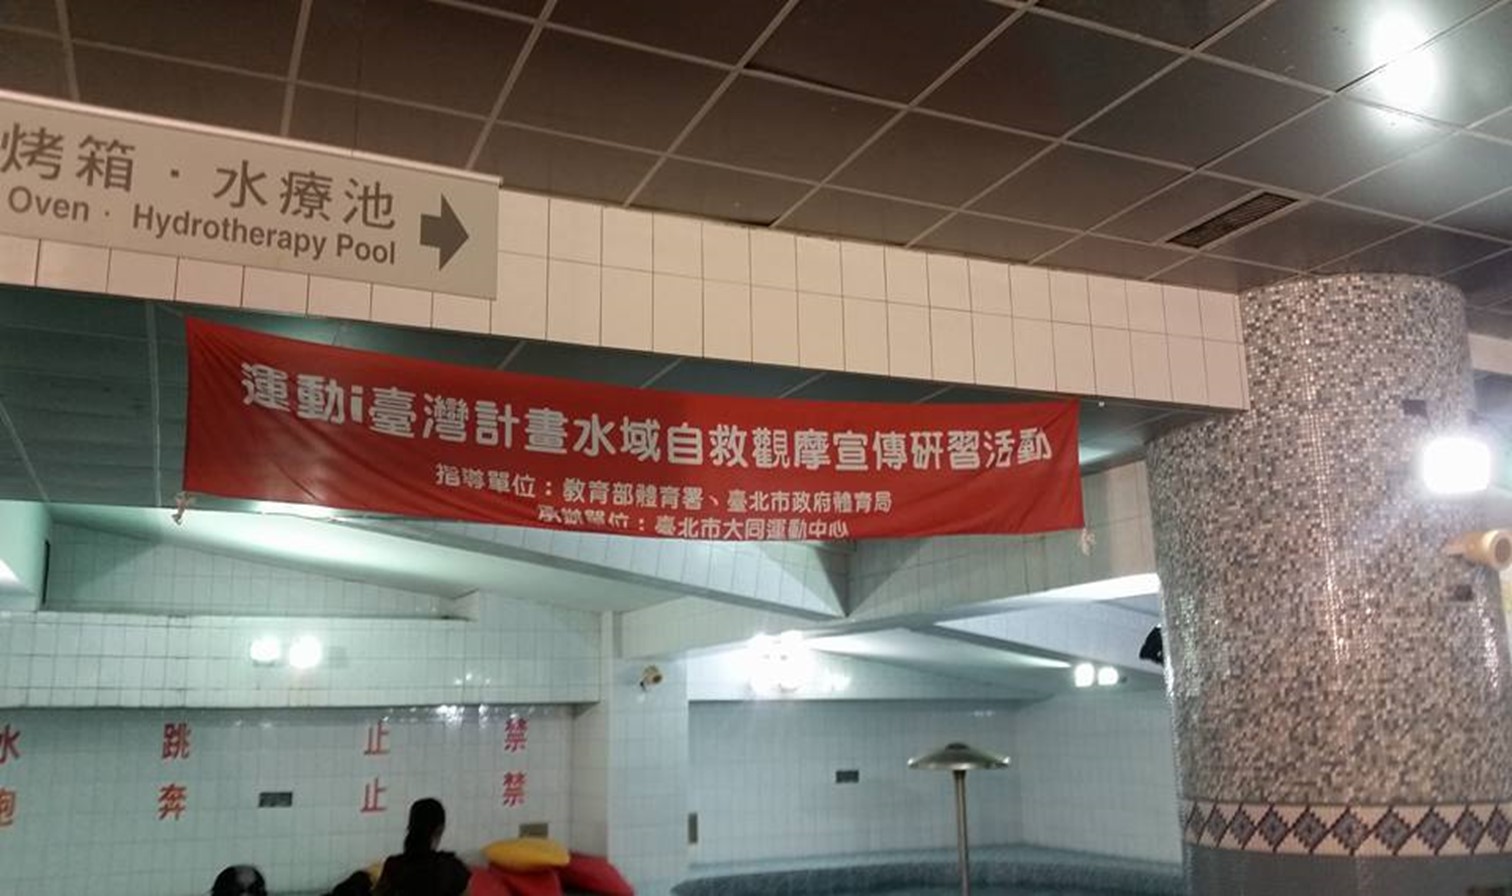 烤箱・水療池
Oven · Hydrotherapy Pool
運動i臺灣計畫水域自救觀摩宣傳研習活動
指導單位：教育部體育署、臺北市政府體育局
承辦單位：臺北市大同運動中心
禁止跳水
禁止奔跑